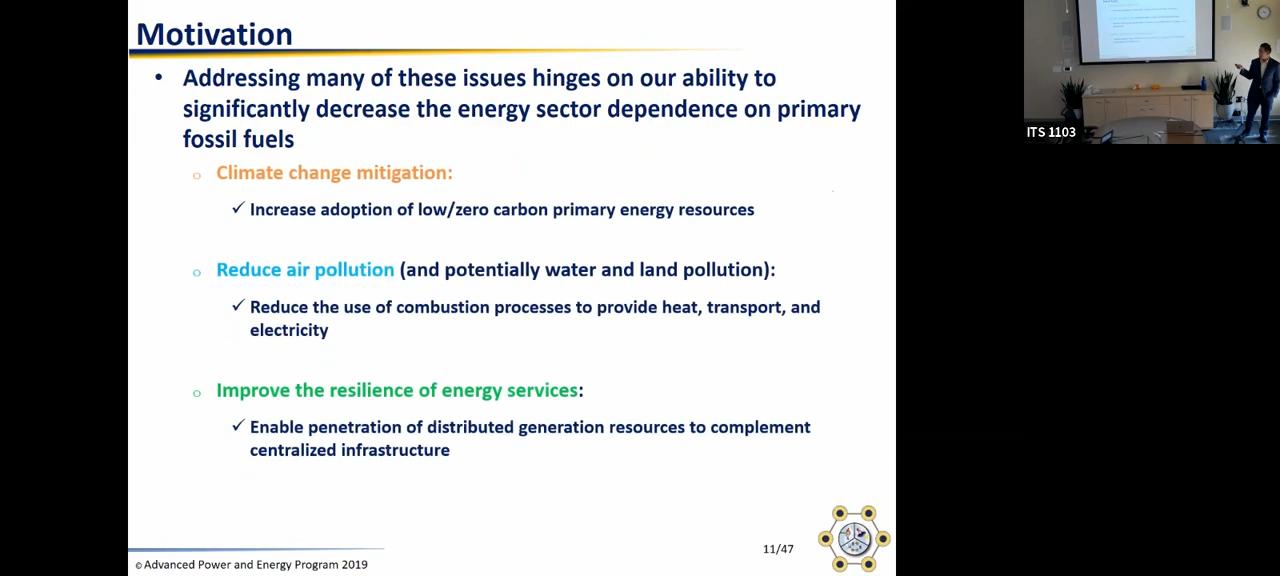 Motivation
• Addressing many of these issues hinges on our ability to
significantly decrease the energy sector dependence on primary
fossil fuels
o Climate change mitigation:
✓ Increase adoption of low/zero carbon primary energy resources
o Reduce air pollution (and potentially water and land pollution):
✓ Reduce the use of combustion processes to provide heat, transport, and
electricity
o Improve the resilience of energy services:
✓ Enable penetration of distributed generation resources to complement
centralized infrastructure
11/47
© Advanced Power and Energy Program 2019
ITS 1103